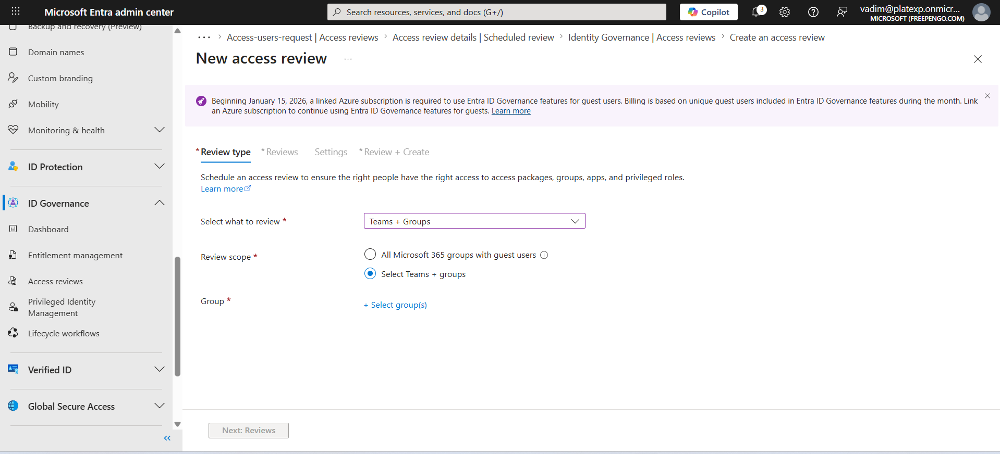 Microsoft Entra admin center
Search resources, services, and docs (G+/)
Copilot
3
vadim@platexp.onmicr...
MICROSOFT (FREEPENGO.COM)
Backup and recovery (Preview)
Domain names
Custom branding
Mobility
Monitoring & health
ID Protection
ID Governance
Dashboard
Entitlement management
Access reviews
Privileged Identity
Management
Lifecycle workflows
Verified ID
Global Secure Access
... > Access-users-request | Access reviews > Access review details | Scheduled review > Identity Governance | Access reviews > Create an access review
New access review ...
Beginning January 15, 2026, a linked Azure subscription is required to use Entra ID Governance features for guest users. Billing is based on unique guest users included in Entra ID Governance features during the month. Link
an Azure subscription to continue using Entra ID Governance features for guests. Learn more
*Review type *Reviews Settings *Review + Create
Schedule an access review to ensure the right people have the right access to access packages, groups, apps, and privileged roles.
Learn more
Select what to review *
Teams + Groups
Review scope *
All Microsoft 365 groups with guest users
Select Teams + groups
Group *
+ Select group(s)
Next: Reviews